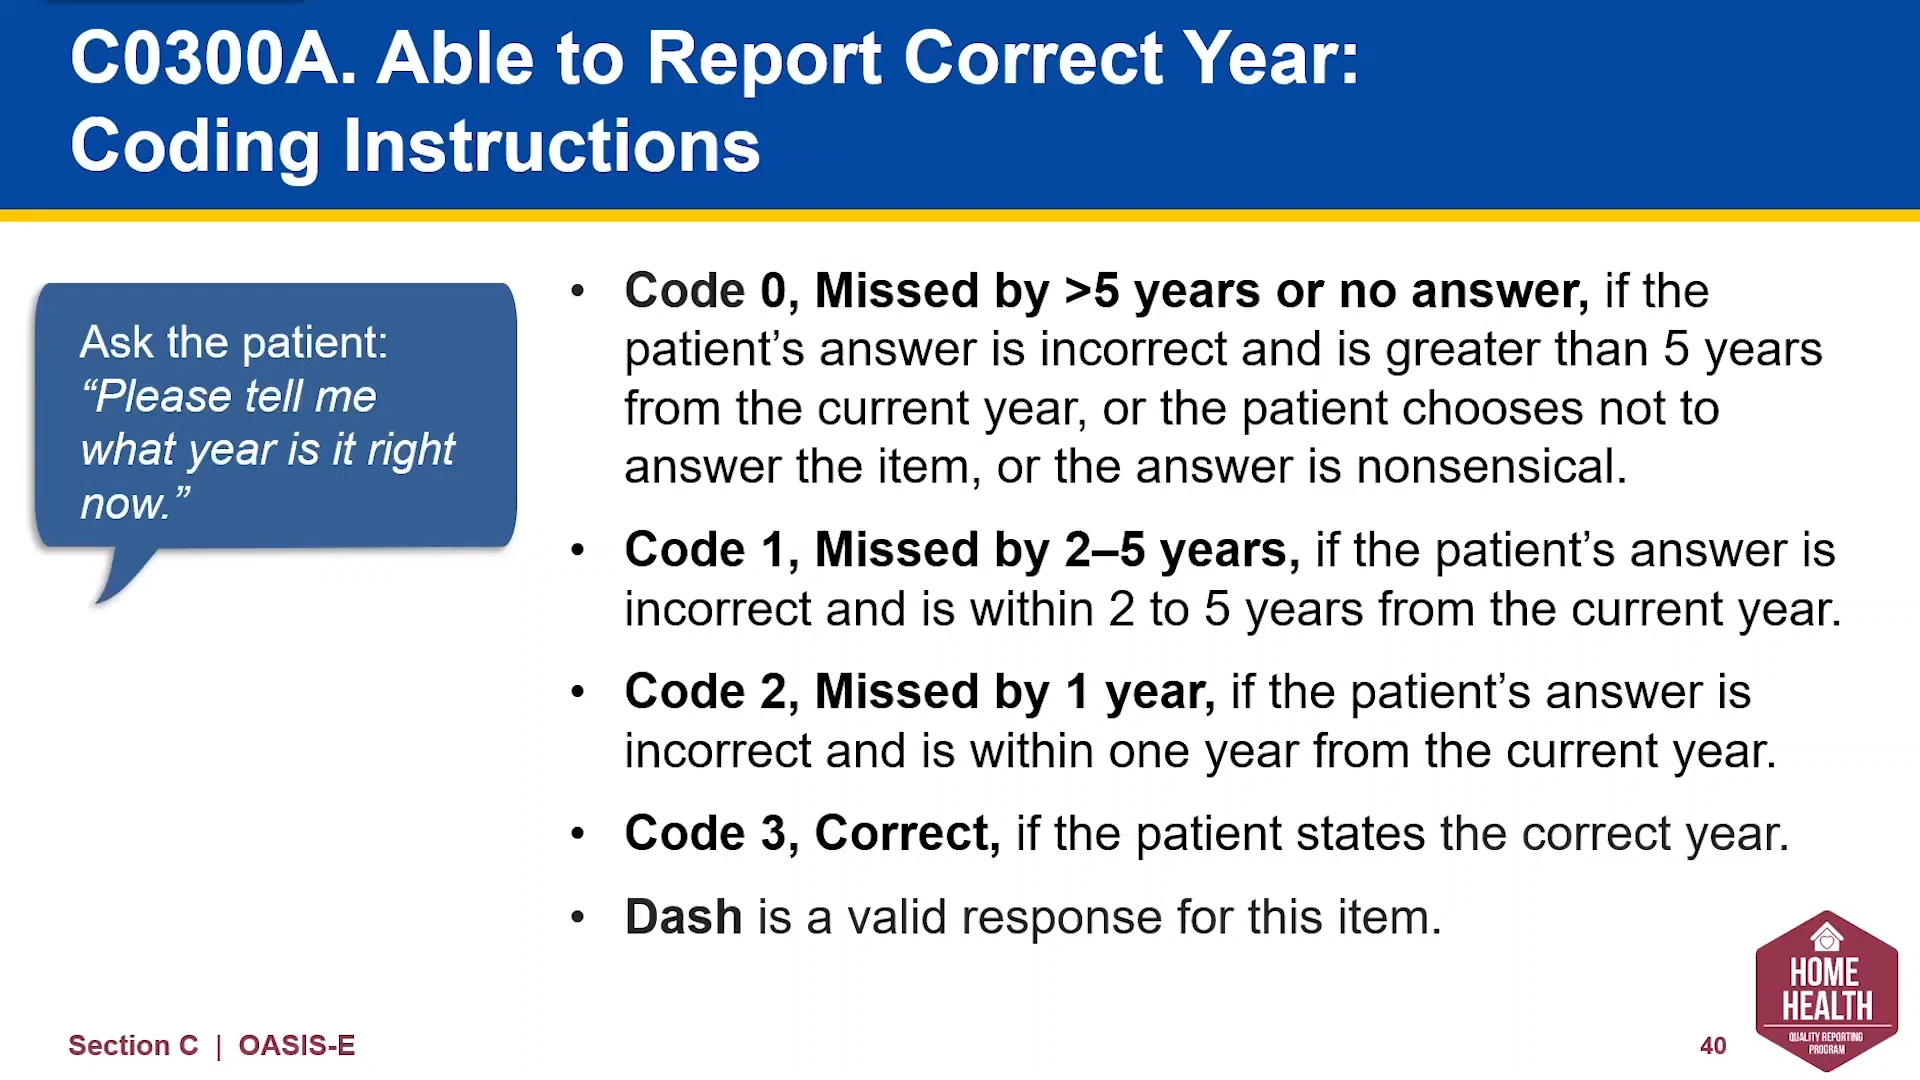 C0300A. Able to Report Correct Year:
Coding Instructions
Ask the patient:
“Please tell me
what year is it right
now.”
• Code 0, Missed by >5 years or no answer, if the
patient’s answer is incorrect and is greater than 5 years
from the current year, or the patient chooses not to
answer the item, or the answer is nonsensical.
• Code 1, Missed by 2–5 years, if the patient’s answer is
incorrect and is within 2 to 5 years from the current year.
• Code 2, Missed by 1 year, if the patient’s answer is
incorrect and is within one year from the current year.
• Code 3, Correct, if the patient states the correct year.
• Dash is a valid response for this item.
Section C | OASIS-E
40
HOME
HEALTH
QUALITY REPORTING
PROGRAM